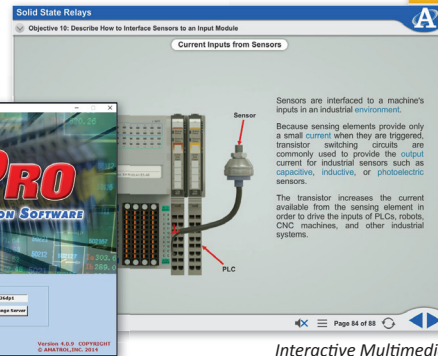 Solid State Relays
Objective 10: Describe How to Interface Sensors to an Input Module
Current Inputs from Sensors
Sensor
PLC
Sensors are interfaced to a machine's
inputs in an industrial environment.
Because sensing elements provide only
a small current when they are triggered,
transistor switching circuits are
commonly used to provide the output
current for industrial sensors such as
capacitive, inductive, or photoelectric
sensors.
The transistor increases the current
available from the sensing element in
order to drive the inputs of PLCs, robots,
CNC machines, and other industrial
systems.
Page 84 of 88
PRO
ON SOFTWARE
Version 4.0.9 COPYRIGHT
© AMATROL, INC. 2014
Interactive Multimedi